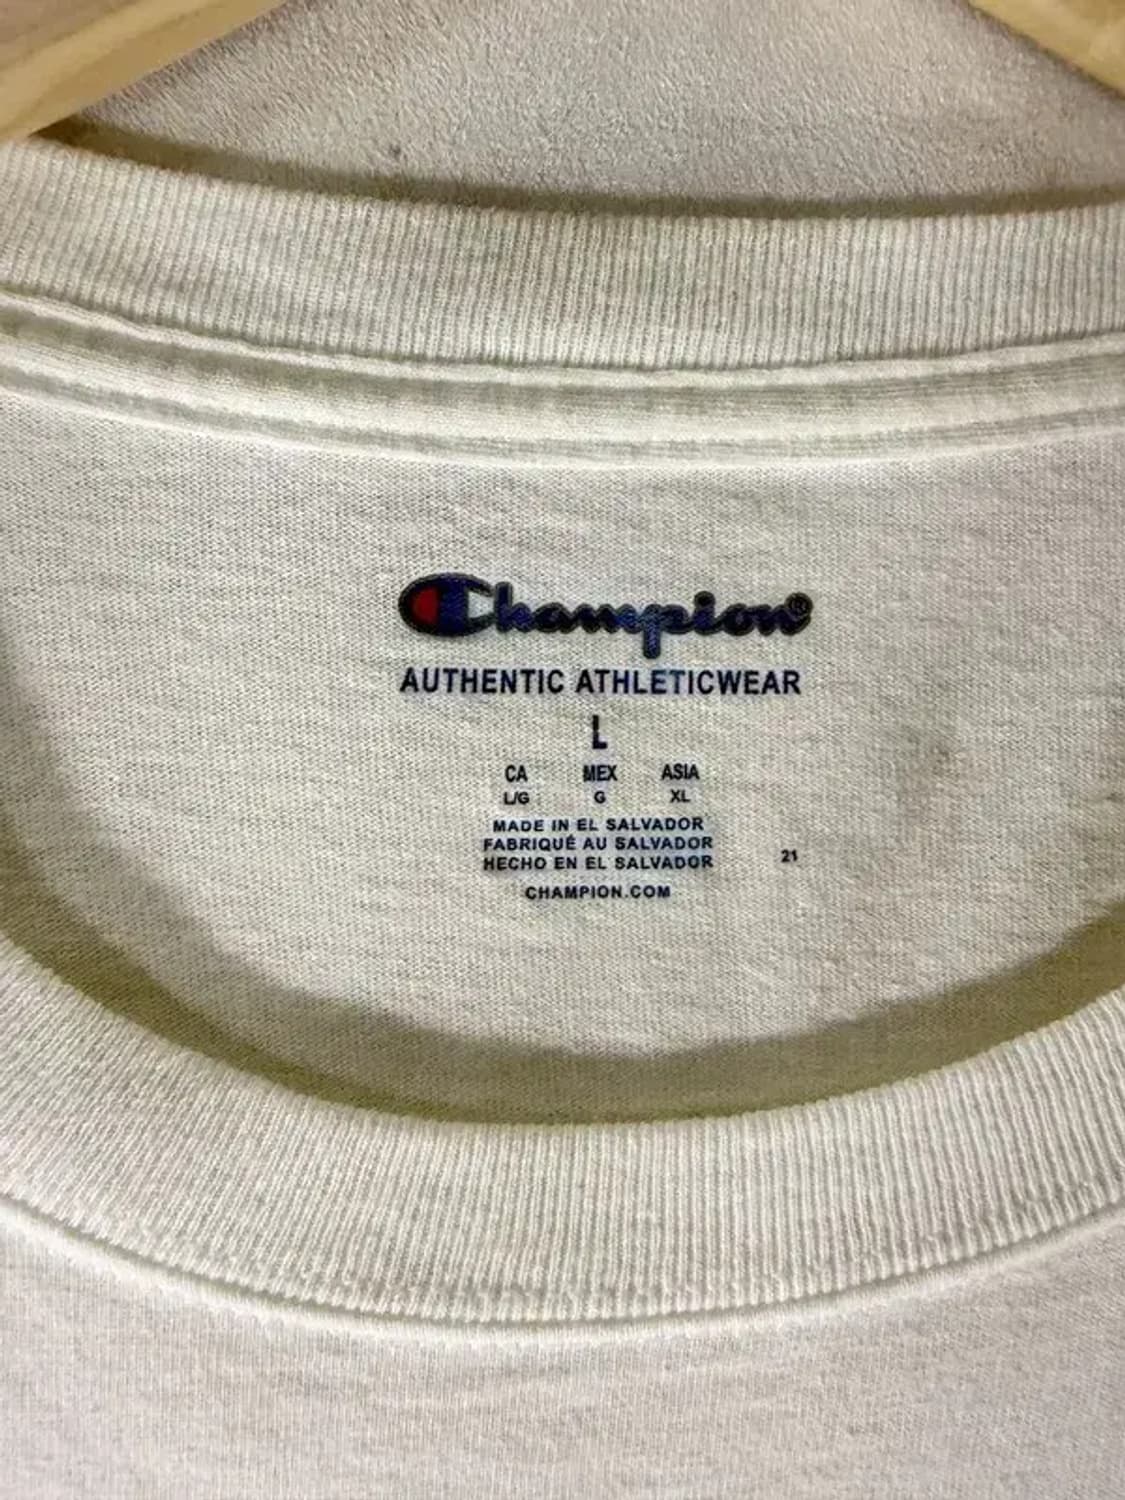 Champion®
AUTHENTIC ATHLETICWEAR
L
CA MEX ASIA
L/G G XL
MADE IN EL SALVADOR
FABRIQUÉ AU SALVADOR
HECHO EN EL SALVADOR 21
CHAMPION.COM